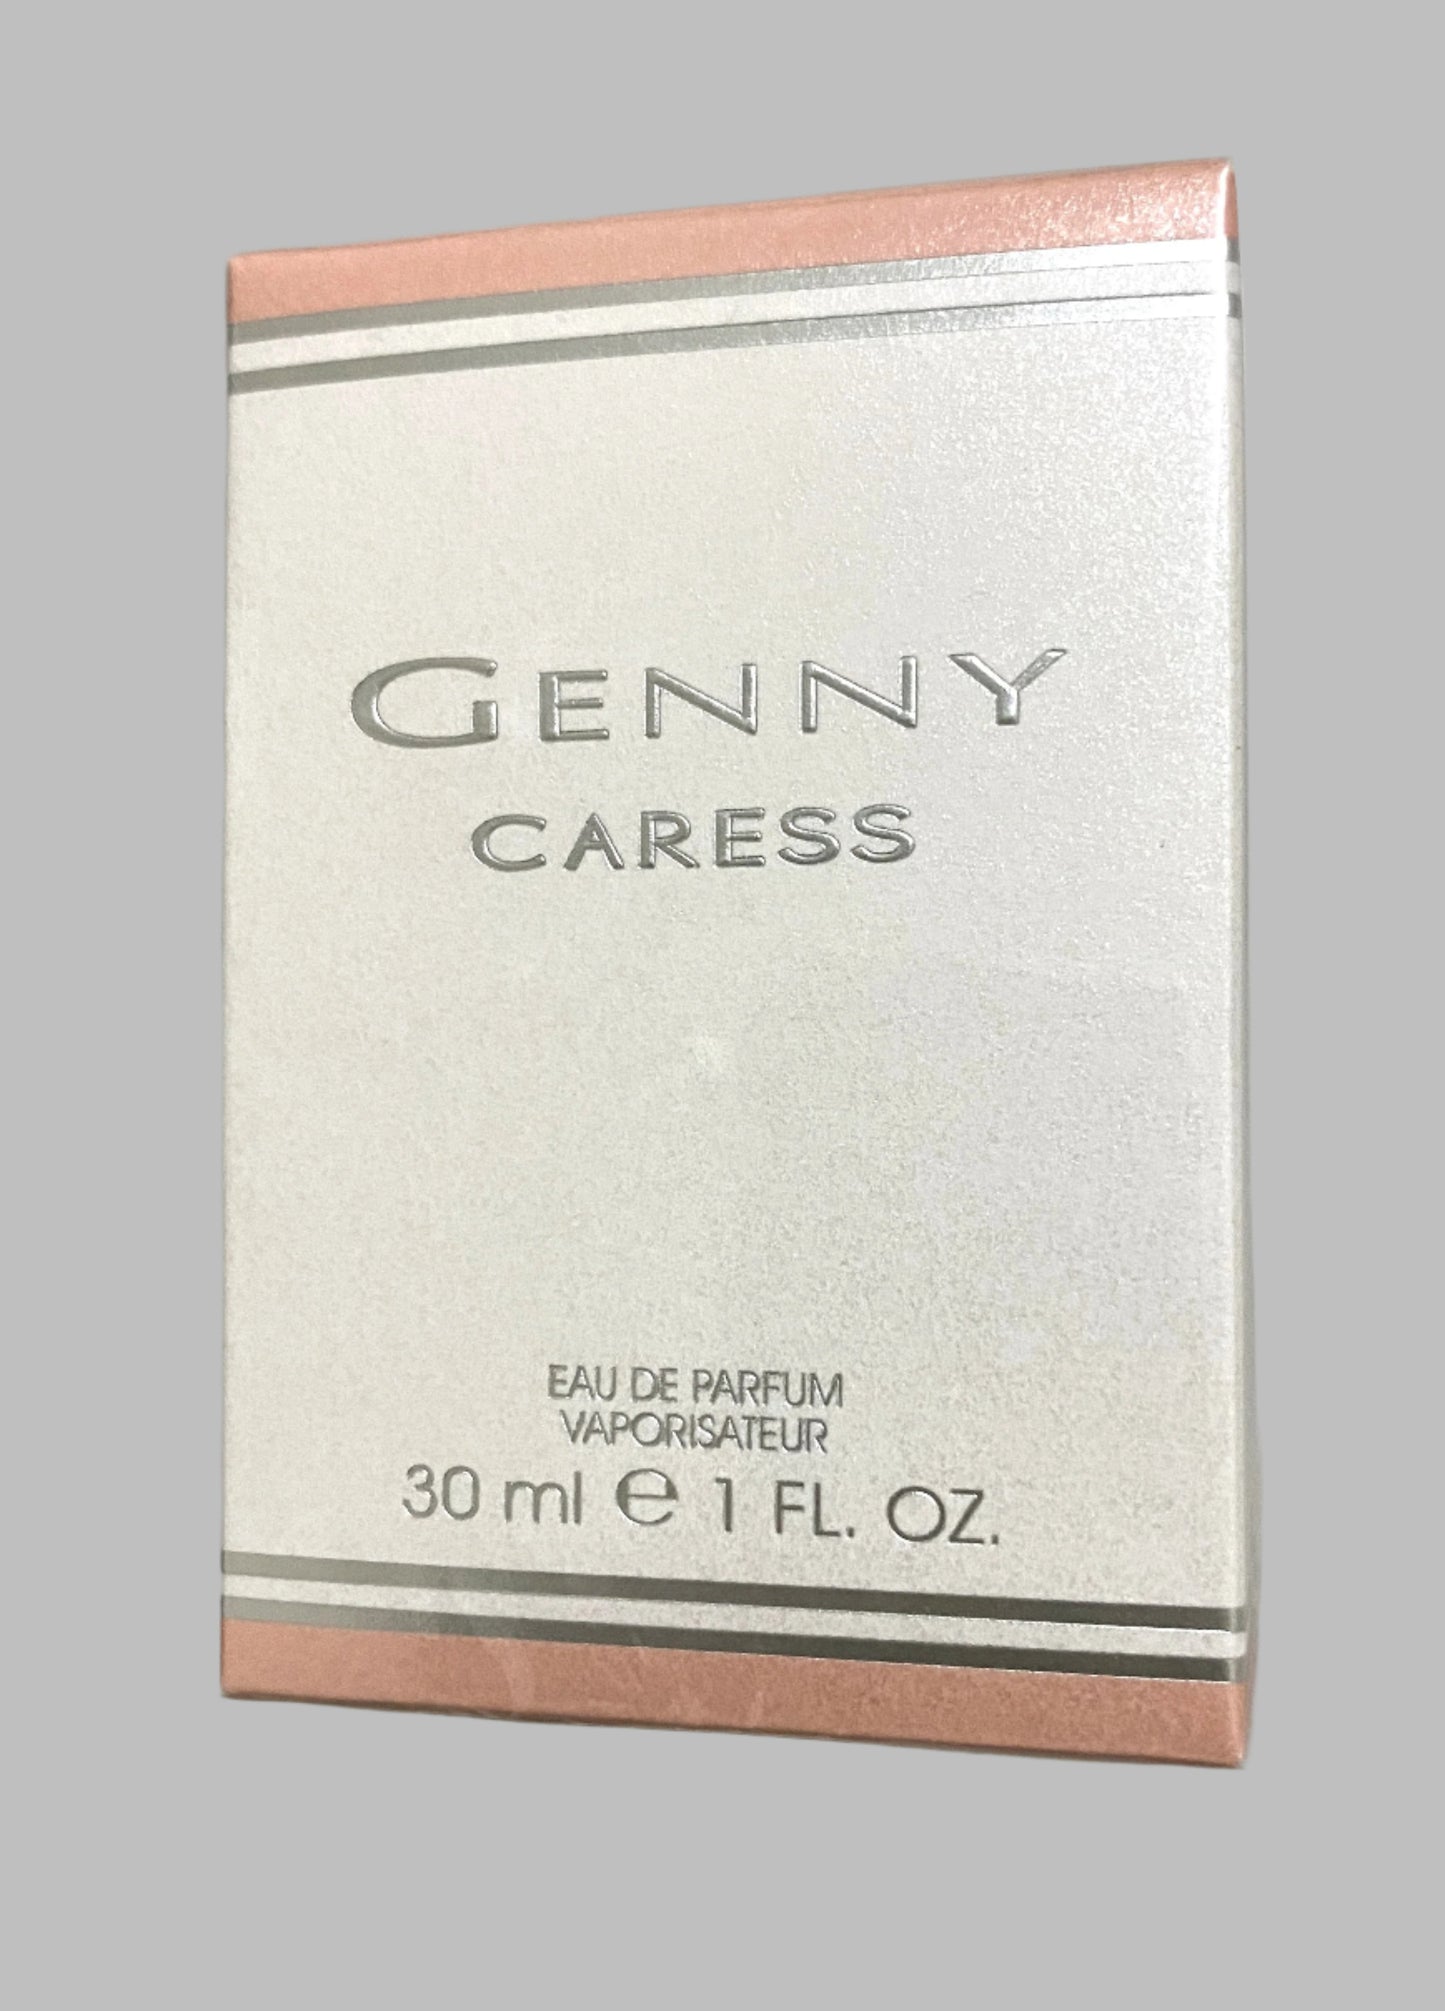 GENNY
CARESS
EAU DE PARFUM
VAPORISATEUR
30 ml e 1 FL. OZ.